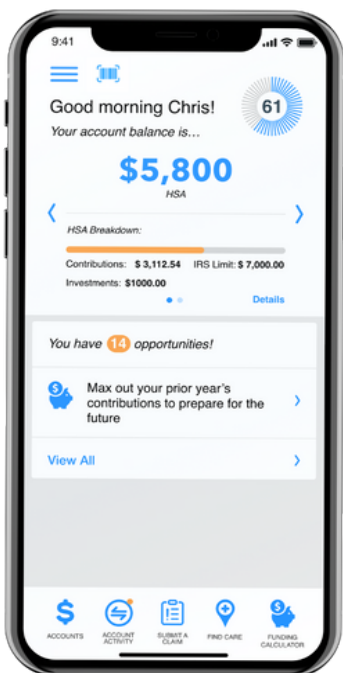 9:41
Good morning Chris!
61
Your account balance is...
$5,800
HSA
HSA Breakdown:
Contributions: $ 3,112.54 IRS Limit: $ 7,000.00
Investments: $1000.00
Details
You have 14 opportunities!
Max out your prior year's
contributions to prepare for the
future
View All
ACCOUNTS
ACCOUNT
ACTIVITY
SUBMIT A
CLAIM
FIND CARE
FUNDING
CALCULATOR